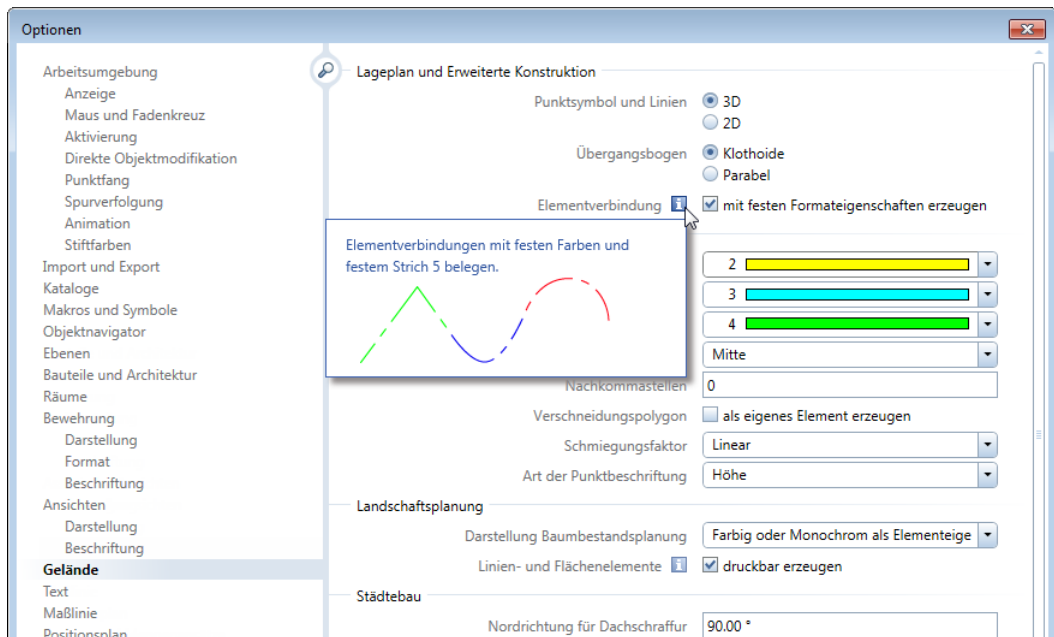 Optionen
Arbeitsumgebung
Anzeige
Maus und Fadenkreuz
Aktivierung
Direkte Objektmodifikation
Punktfang
Spurverfolgung
Animation
Stiftfarben
Import und Export
Kataloge
Makros und Symbole
Objektnavigator
Ebenen
Bauteile und Architektur
Räume
Bewehrung
Darstellung
Format
Beschriftung
Ansichten
Darstellung
Beschriftung
Gelände
Text
Maßlinie
Positionsplan
Lageplan und Erweiterte Konstruktion
Punktsymbol und Linien 3D
2D
Übergangsbogen Klothoide
Parabel
Elementverbindung mit festen Formateigenschaften erzeugen
Elementverbindungen mit festen Farben und
festem Strich 5 belegen.
2
3
4
Mitte
Nachkommastellen 0
Verschneidungspolygon als eigenes Element erzeugen
Schmiegungsfaktor Linear
Art der Punktbeschriftung Höhe
Landschaftsplanung
Darstellung Baumbestandsplanung Farbig oder Monochrom als Elementeige
Linien- und Flächenelemente druckbar erzeugen
Städtebau
Nordrichtung für Dachschraffur 90.00 °